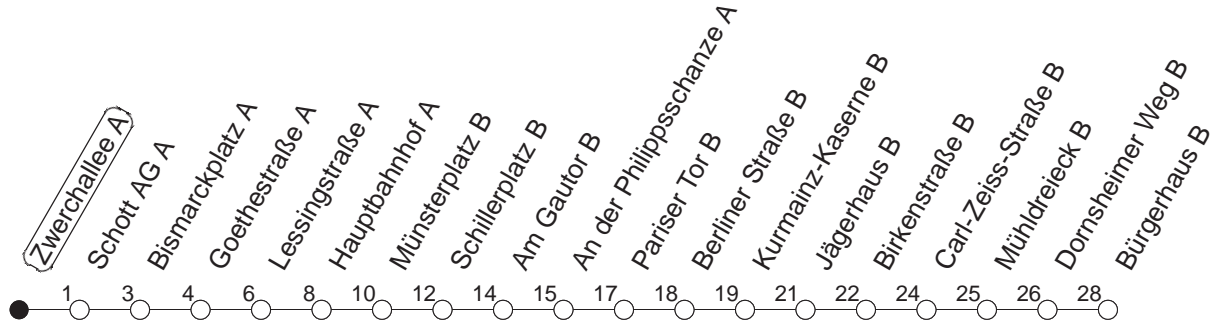 Zwerchallee A
Schott AG A
Bismarckplatz A
Goethestraße A
Lessingstraße A
Hauptbahnhof A
Münsterplatz B
Schillerplatz B
Am Gautor B
An der Philippsschanze A
Pariser Tor B
Berliner Straße B
Kurmainz-Kaserne B
Jägerhaus B
Birkenstraße B
Carl-Zeiss-Straße B
Mühldreieck B
Dornsheimer Weg B
Bürgerhaus B
1 3 4 6 8 10 12 14 15 17 18 19 21 22 24 25 26 28